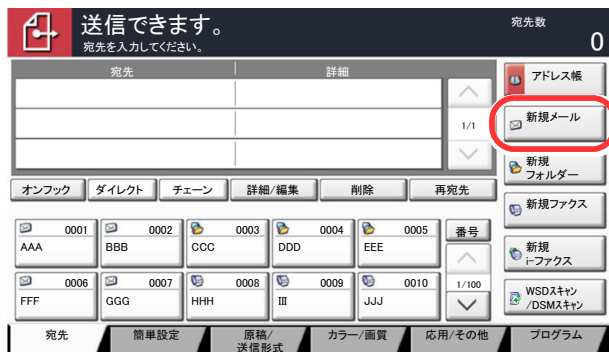 送信できます。
宛先を入力してください。
宛先数
0
宛先 詳細
1/1
アドレス帳
新規メール
新規
フォルダー
新規ファクス
新規
i-ファクス
WSDスキャン
/DSMスキャン
オンフック ダイレクト チェーン 詳細/編集 削除 再宛先
0001 0002 0003 0004 0005 番号
AAA BBB CCC DDD EEE
0006 0007 0008 0009 0010 1/100
FFF GGG HHH III JJJ
宛先 簡単設定 原稿/
送信形式 カラー/画質 応用/その他 プログラム